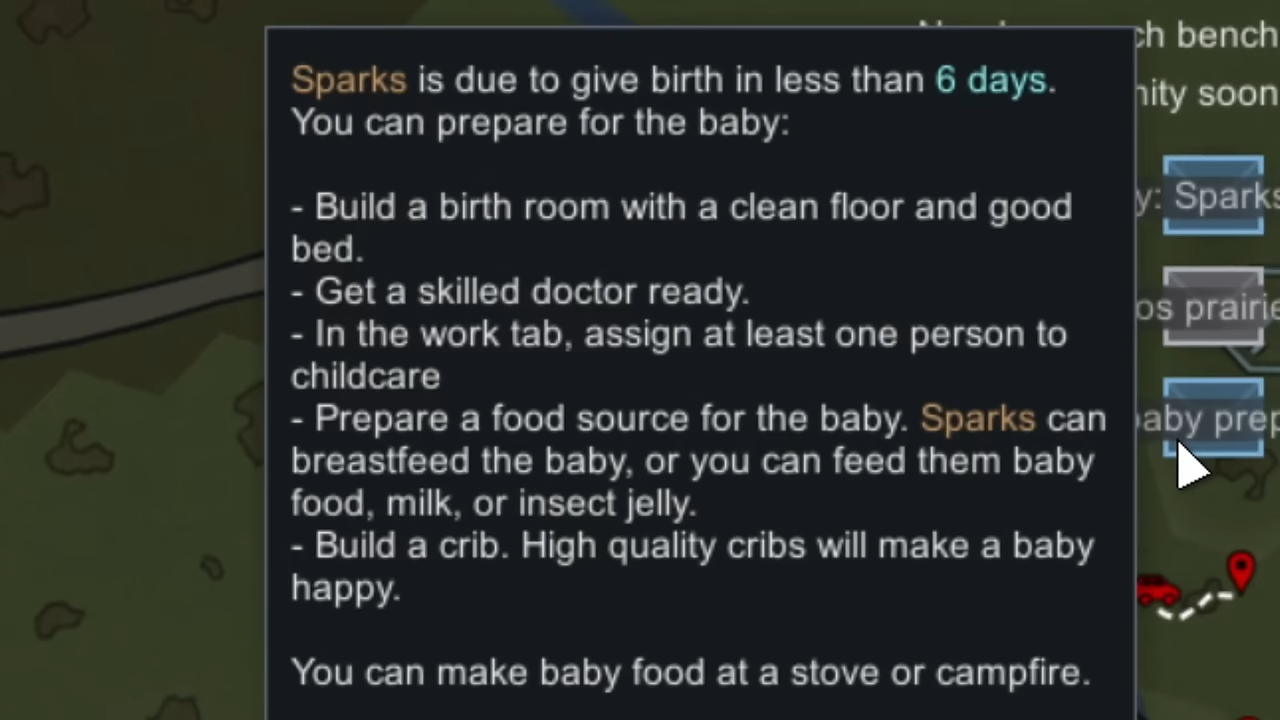 ch bench
Sparks is due to give birth in less than 6 days.
nity soon
You can prepare for the baby:
- Build a birth room with a clean floor and good
y: Sparks
bed.
- Get a skilled doctor ready.
os prairie
- In the work tab, assign at least one person to
childcare
- Prepare a food source for the baby. Sparks can
baby prep
breastfeed the baby, or you can feed them baby
food, milk, or insect jelly.
- Build a crib. High quality cribs will make a baby
happy.
You can make baby food at a stove or campfire.